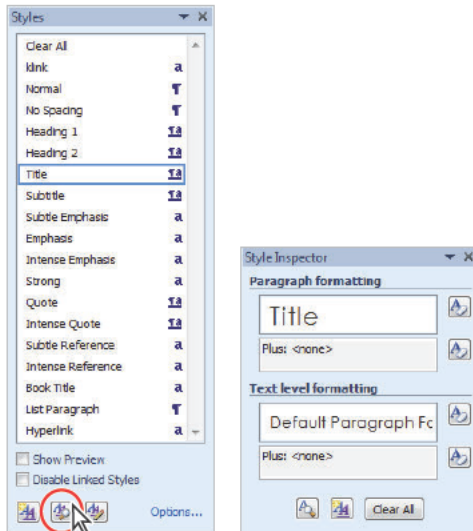 Styles
Clear All
klink a
Normal ¶
No Spacing ¶
Heading 1 ¶a
Heading 2 ¶a
Title ¶a
Subtitle ¶a
Subtle Emphasis a
Emphasis a
Intense Emphasis a
Strong a
Quote ¶a
Intense Quote ¶a
Subtle Reference a
Intense Reference a
Book Title a
List Paragraph ¶
Hyperlink a
Show Preview
Disable Linked Styles
Options...
Style Inspector
Paragraph formatting
Title
Plus: <none>
Text level formatting
Default Paragraph Fo
Plus: <none>
Clear All